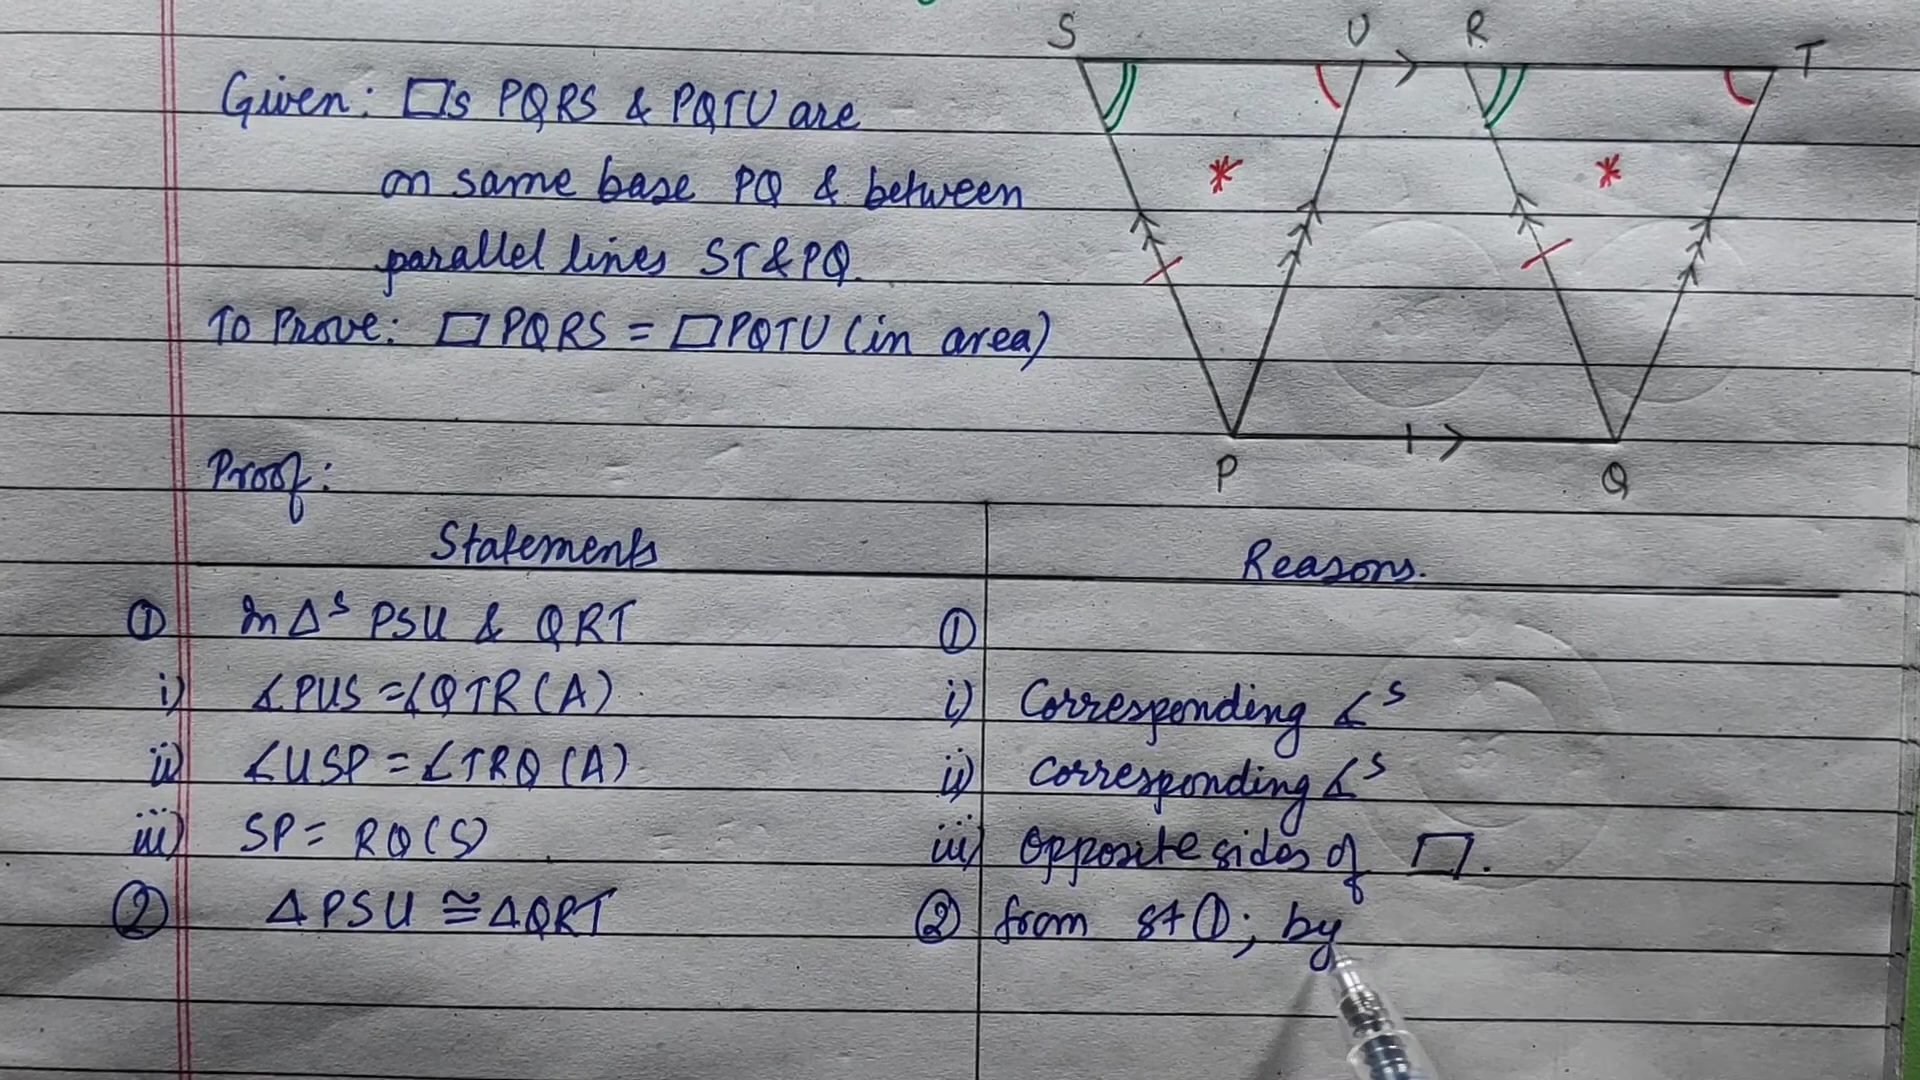 S U R T
Given: ▱s PQRS & PQTU are
on same base PQ & between
parallel lines ST & PQ.
To Prove: ▱PQRS = ▱PQTU (in area)
P Q
Proof:
Statements Reasons.
① In Δˢ PSU & QRT ①
i) ∡PUS = ∡QTR (A) i) Corresponding ∡ˢ
ii) ∡USP = ∡TRQ (A) ii) Corresponding ∡ˢ
iii) SP = RQ (S) iii) Opposite sides of ▱.
② ΔPSU ≅ ΔQRT ② from st ①; by